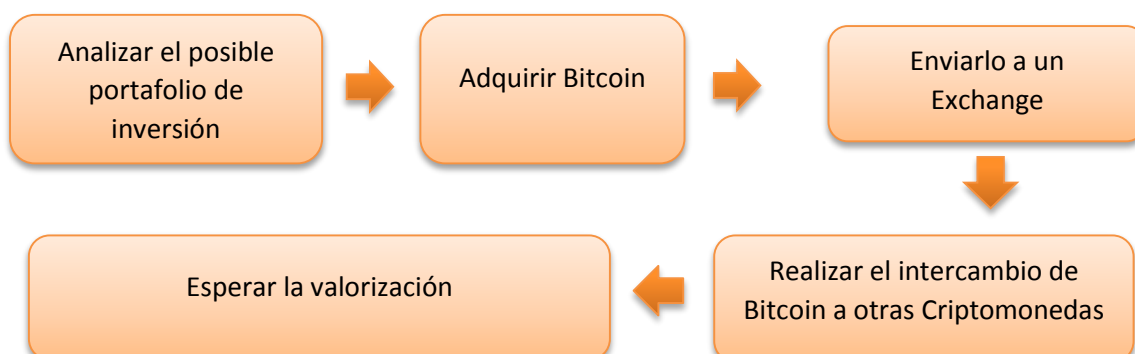 Analizar el posible
portafolio de
inversión
Adquirir Bitcoin
Enviarlo a un
Exchange
Realizar el intercambio de
Bitcoin a otras Criptomonedas
Esperar la valorización